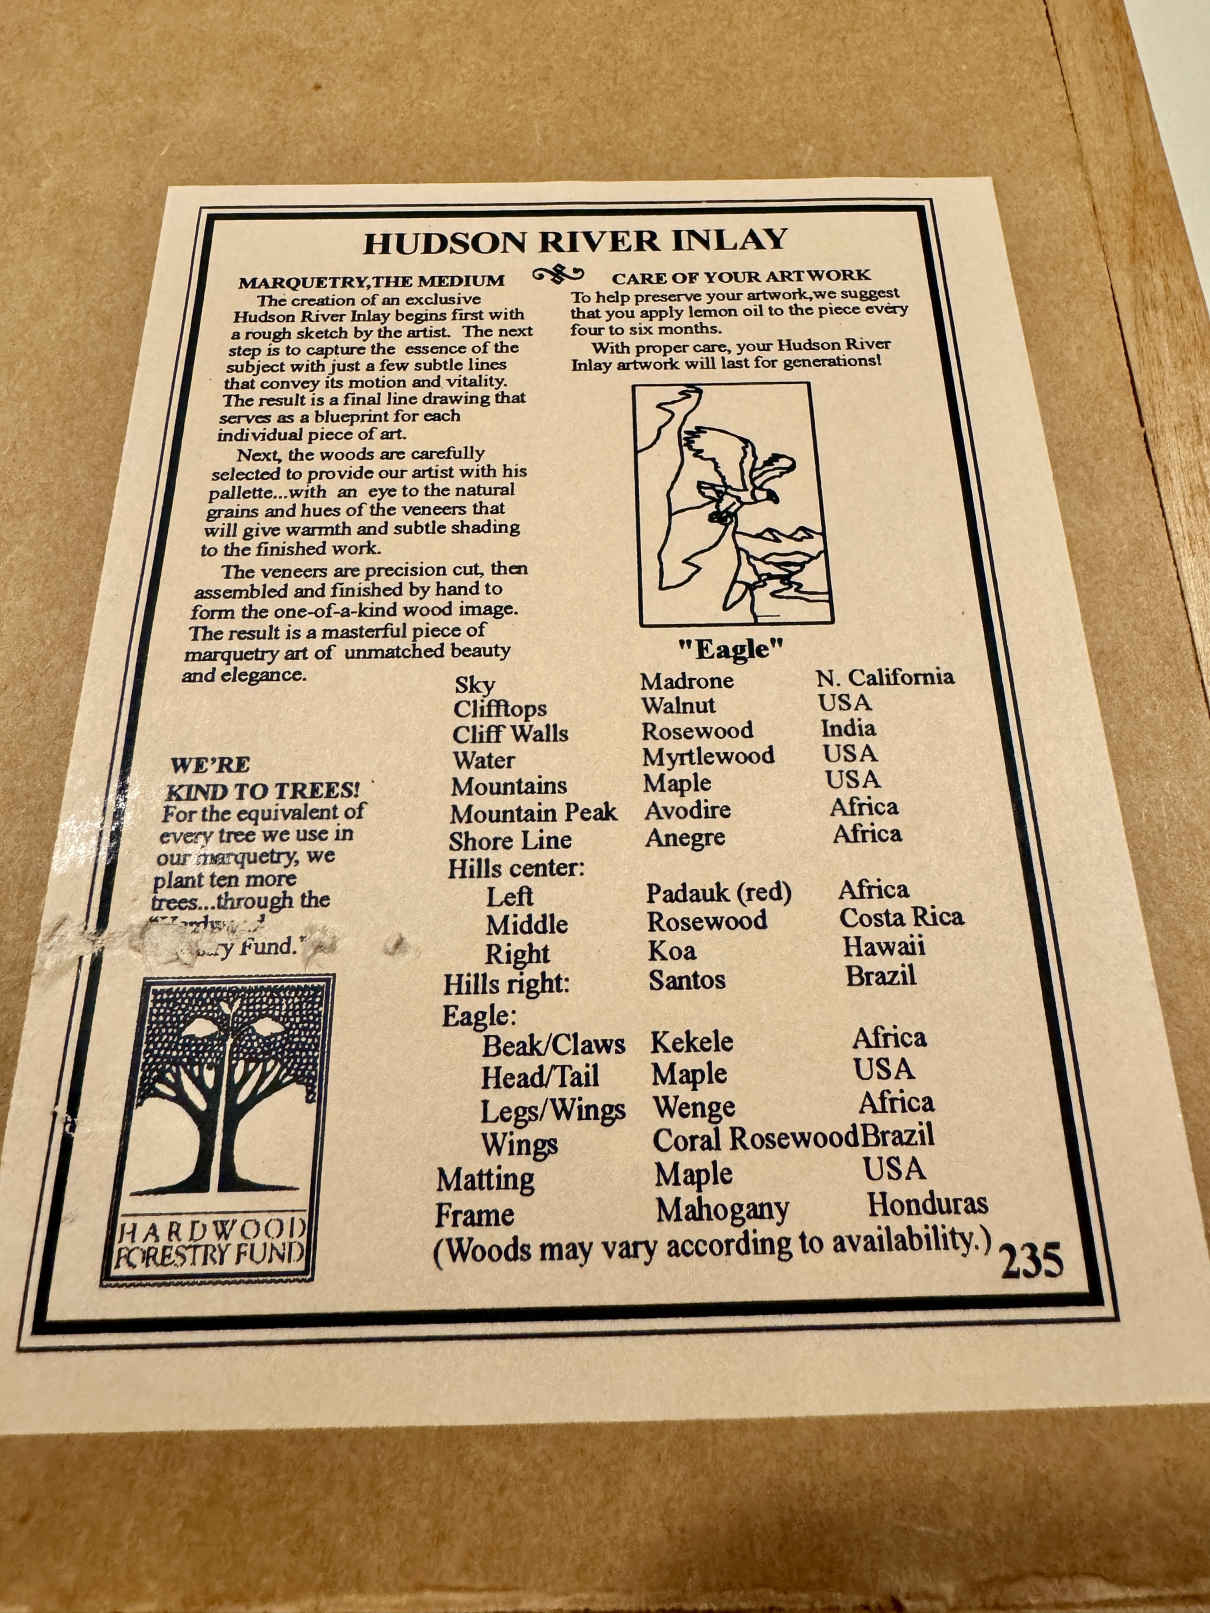 HUDSON RIVER INLAY
MARQUETRY,THE MEDIUM
The creation of an exclusive
Hudson River Inlay begins first with
a rough sketch by the artist. The next
step is to capture the essence of the
subject with just a few subtle lines
that convey its motion and vitality.
The result is a final line drawing that
serves as a blueprint for each
individual piece of art.
Next, the woods are carefully
selected to provide our artist with his
pallette...with an eye to the natural
grains and hues of the veneers that
will give warmth and subtle shading
to the finished work.
The veneers are precision cut, then
assembled and finished by hand to
form the one-of-a-kind wood image.
The result is a masterful piece of
marquetry art of unmatched beauty
and elegance.
CARE OF YOUR ARTWORK
To help preserve your artwork,we suggest
that you apply lemon oil to the piece every
four to six months.
With proper care, your Hudson River
Inlay artwork will last for generations!
"Eagle"
Sky Madrone N. California
Clifftops Walnut USA
Cliff Walls Rosewood India
Water Myrtlewood USA
Mountains Maple USA
Mountain Peak Avodire Africa
Shore Line Anegre Africa
Hills center:
Left Padauk (red) Africa
Middle Rosewood Costa Rica
Right Koa Hawaii
Hills right: Santos Brazil
Eagle:
Beak/Claws Kekele Africa
Head/Tail Maple USA
Legs/Wings Wenge Africa
Wings Coral Rosewood Brazil
Matting Maple USA
Frame Mahogany Honduras
(Woods may vary according to availability.)
235
WE'RE
KIND TO TREES!
For the equivalent of
every tree we use in
our marquetry, we
plant ten more
trees...through the
Fund."
HARDWOOD
FORESTRY FUND